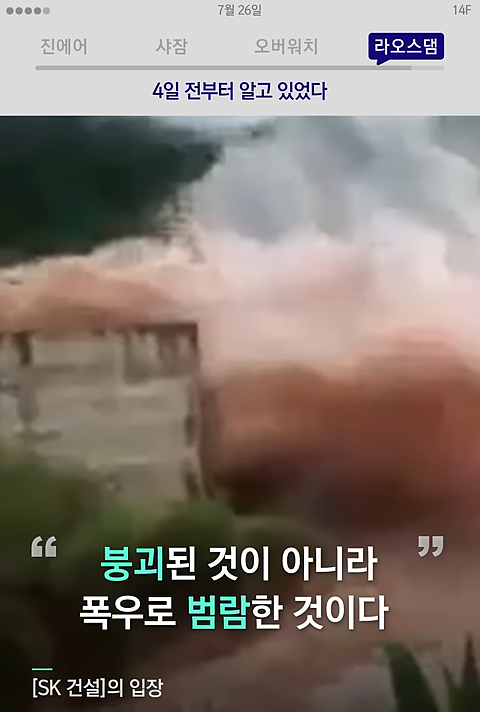 7월 26일
14F
진에어
샤잠
오버워치
라오스댐
4일 전부터 알고 있었다
“ 붕괴된 것이 아니라 ”
폭우로 범람한 것이다
[SK 건설]의 입장